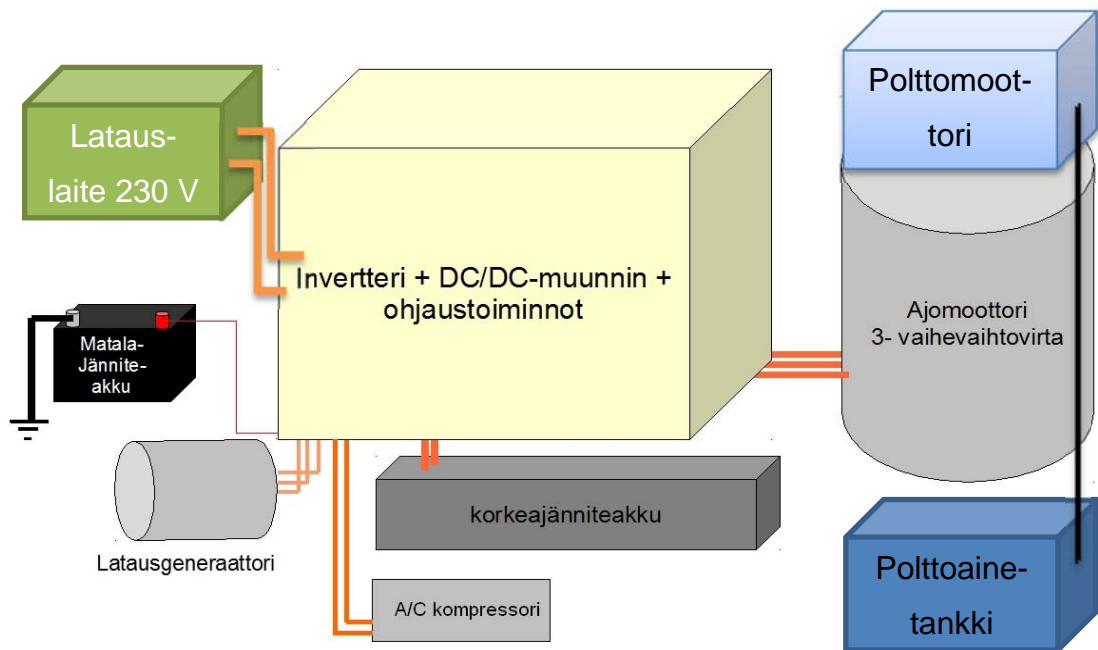 Lataus-
laite 230 V
Polttomoot-
tori
Invertteri + DC/DC-muunnin +
ohjaustoiminnot
Ajomoottori
3- vaihevaihtovirta
Matala-
Jännite-
akku
Latausgeneraattori
korkeajänniteakku
A/C kompressori
Polttoaine-
tankki